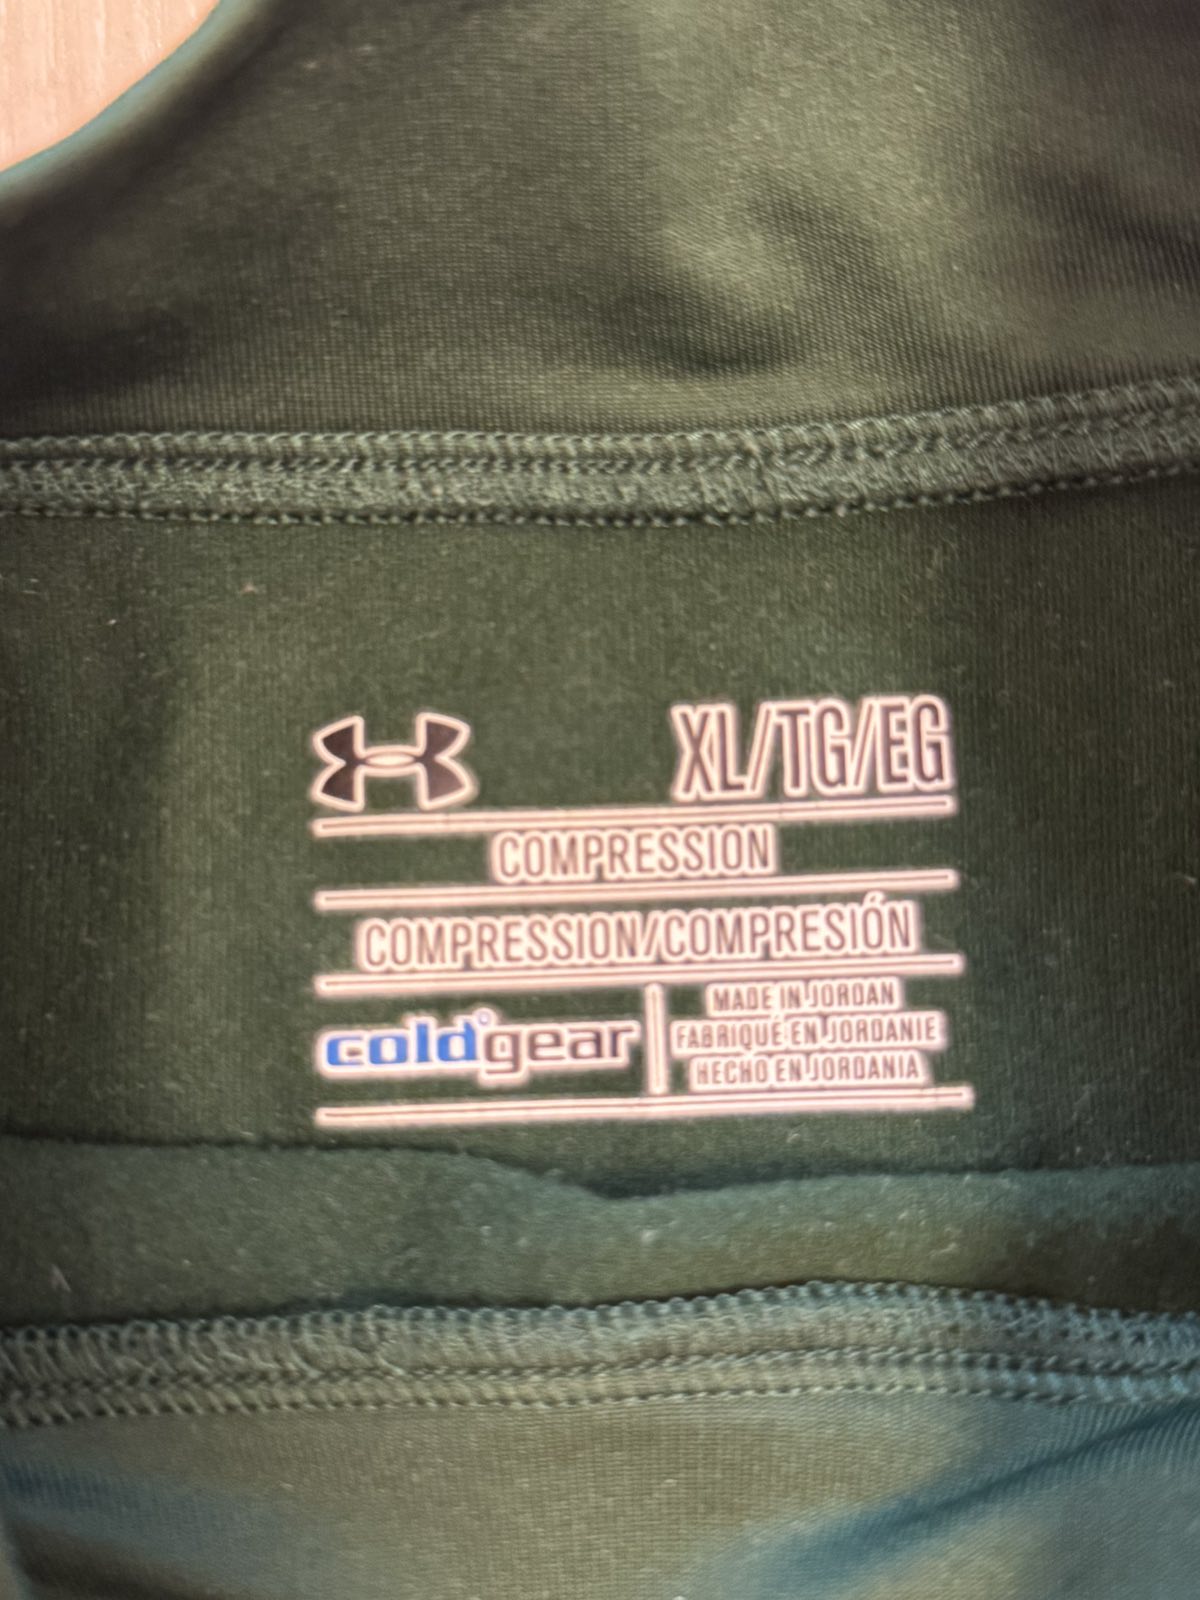 XL/TG/EG
COMPRESSION
COMPRESSION/COMPRESIÓN
coldgear
MADE IN JORDAN
FABRIQUÉ EN JORDANIE
HECHO EN JORDANIA